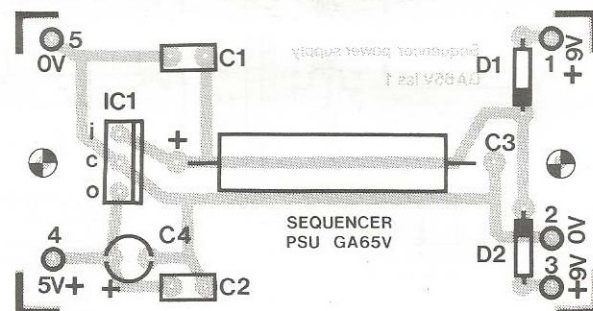 5
0V
C1
D1
1
+9V
Sequencer power supply
GA65V Iss 1
IC1
i
c
o
+
C3
SEQUENCER
PSU GA65V
C4
4
5V+
+
C2
D2
2
0V
3
+9V